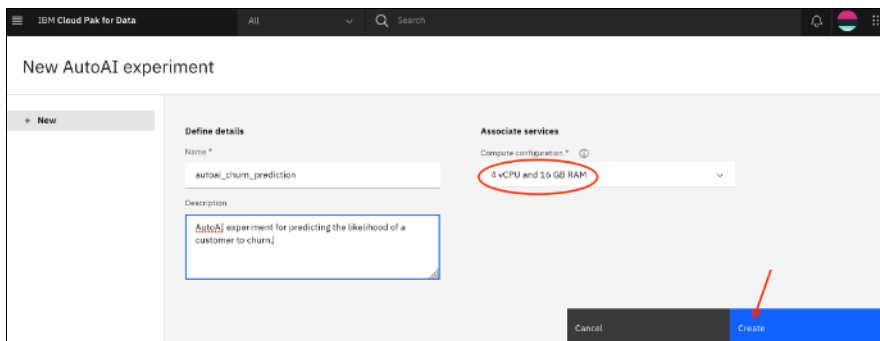 IBM Cloud Pak for Data
All
Search
New AutoAI experiment
+ New
Define details
Name *
autoai_churn_prediction
Description
AutoAI experiment for predicting the likelihood of a
customer to churn.
Associate services
Compute configuration *
4 vCPU and 16 GB RAM
Cancel
Create